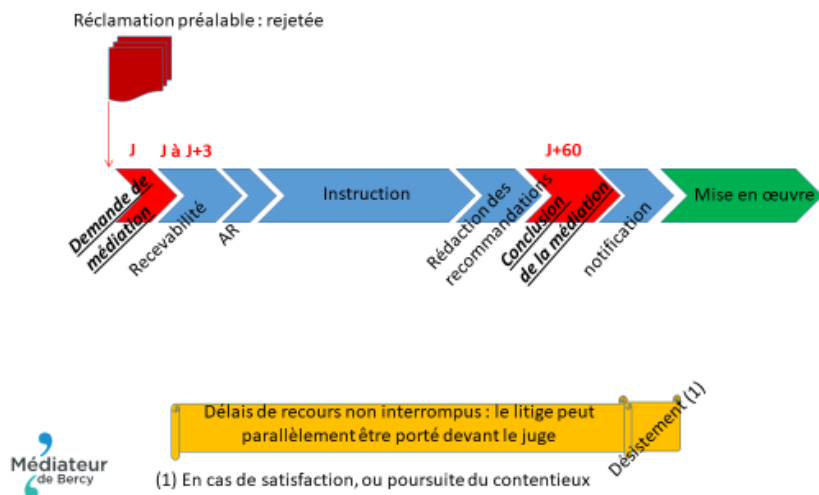 Réclamation préalable : rejetée
J
J à J+3
J+60
Demande de
médiation
Recevabilité
AR
Instruction
Rédaction des
recommandations
Conclusion
de la médiation
notification
Mise en œuvre
Délais de recours non interrompus : le litige peut
parallèlement être porté devant le juge
Désistement (1)
Médiateur
de Bercy
(1) En cas de satisfaction, ou poursuite du contentieux